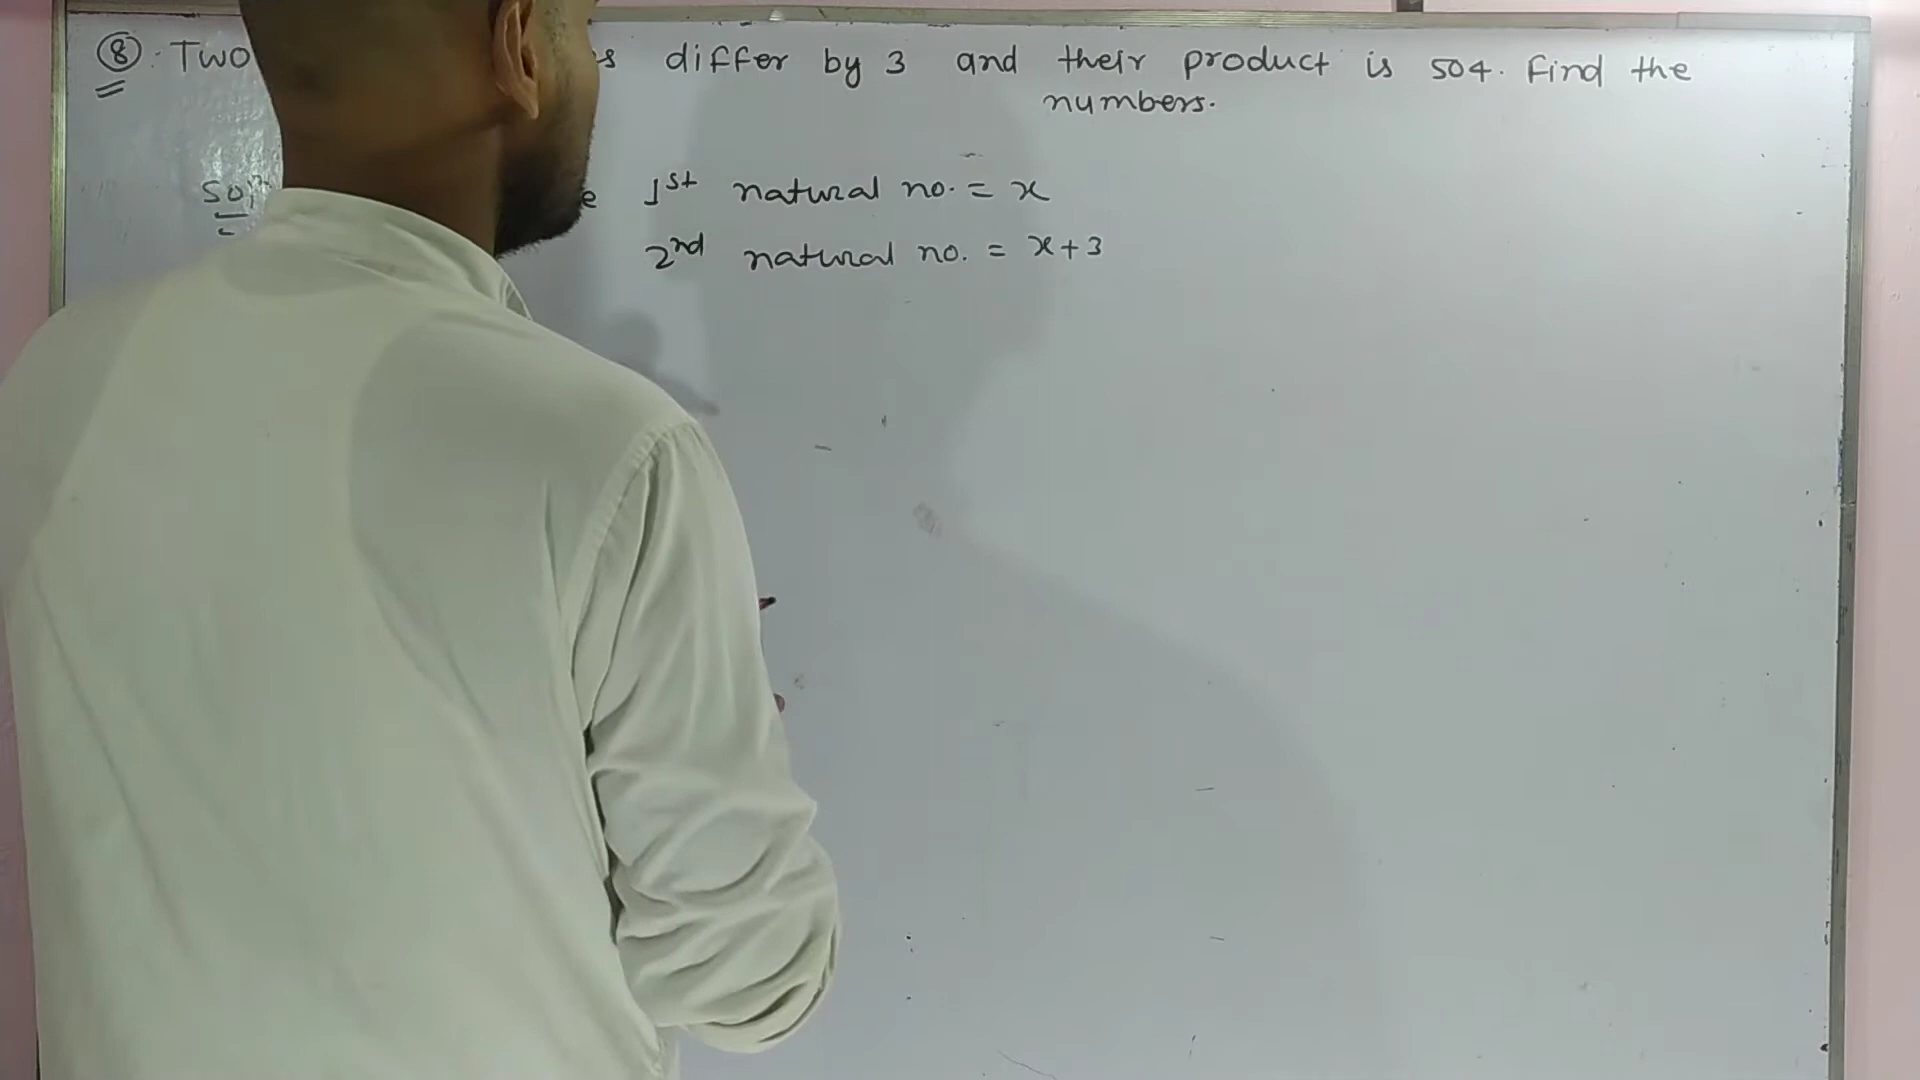 ⑧. Two differ by 3 and their product is 504. Find the
numbers.
Sol 1st natural no. = x
2nd natural no. = x+3